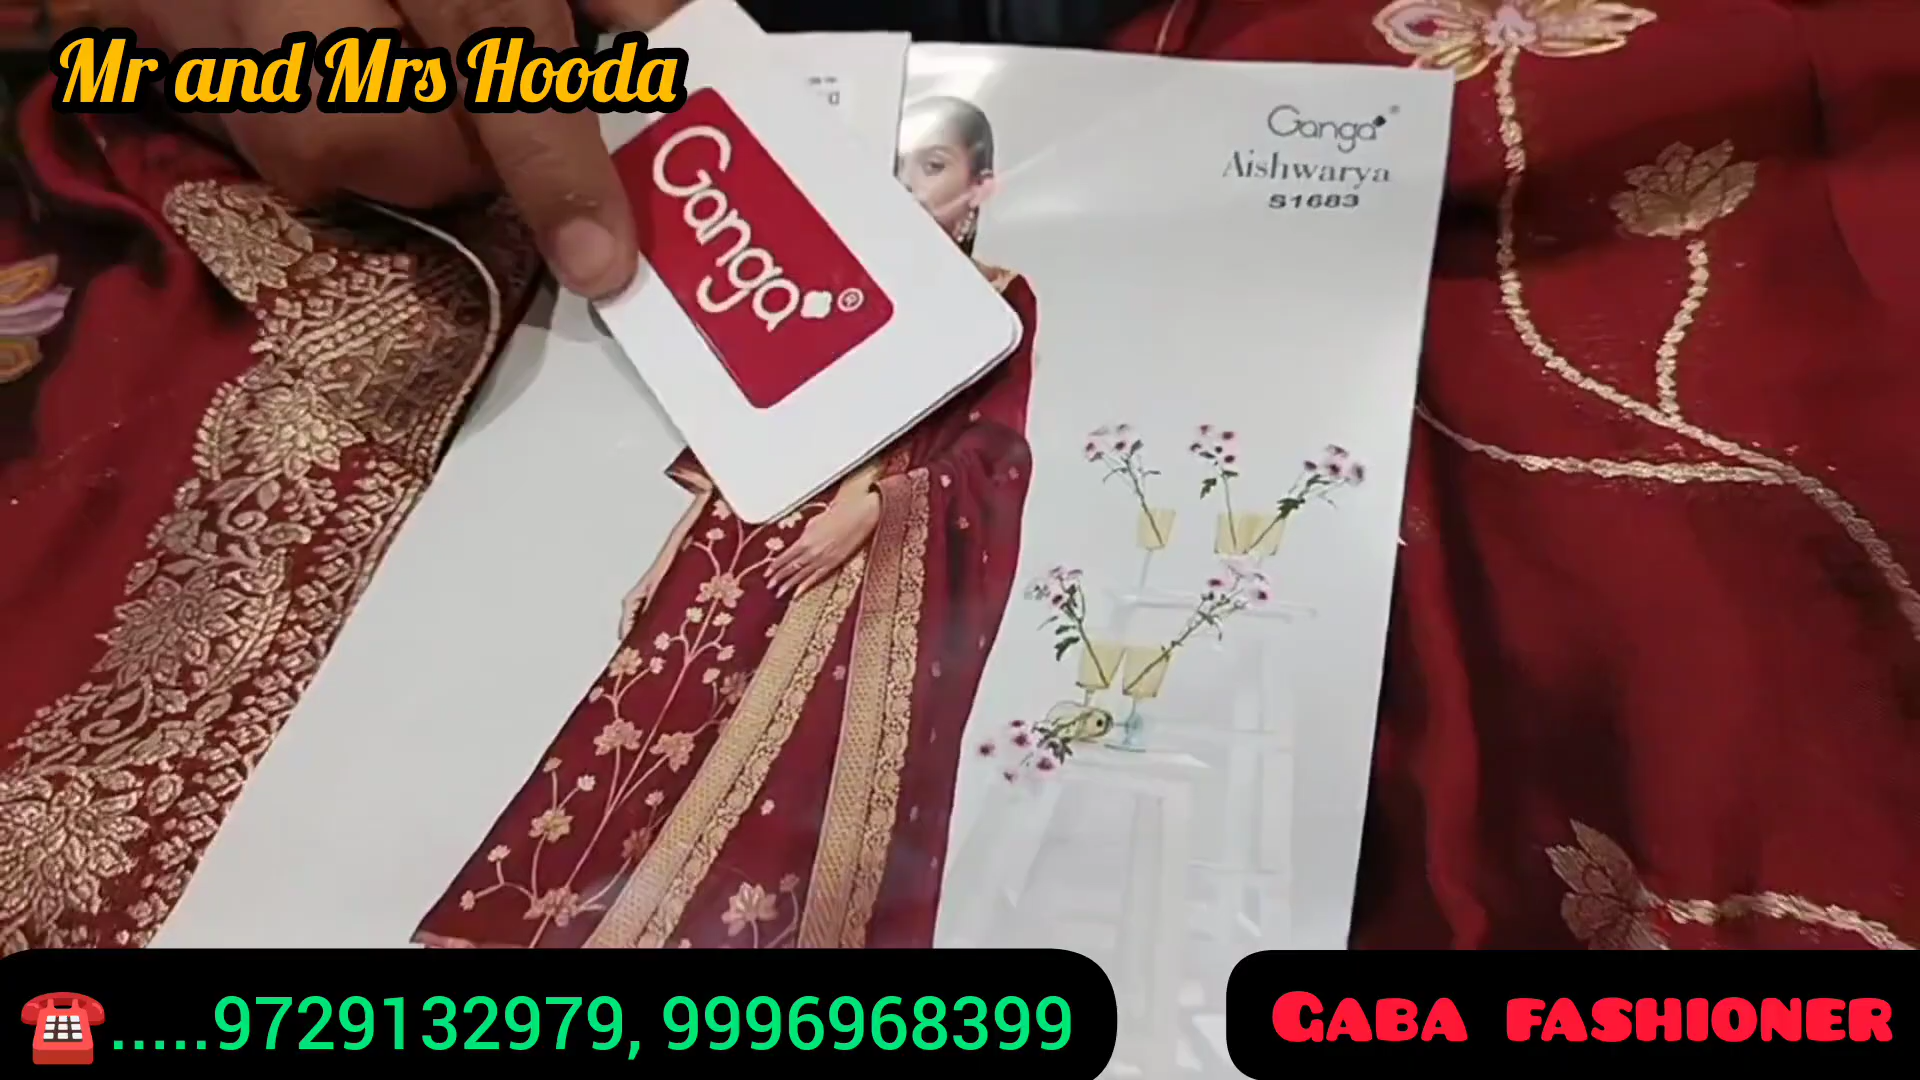 Mr and Mrs Hooda
Ganga®
Aishwarya
S1683
Ganga
.....9729132979, 9996968399
GABA FASHIONER